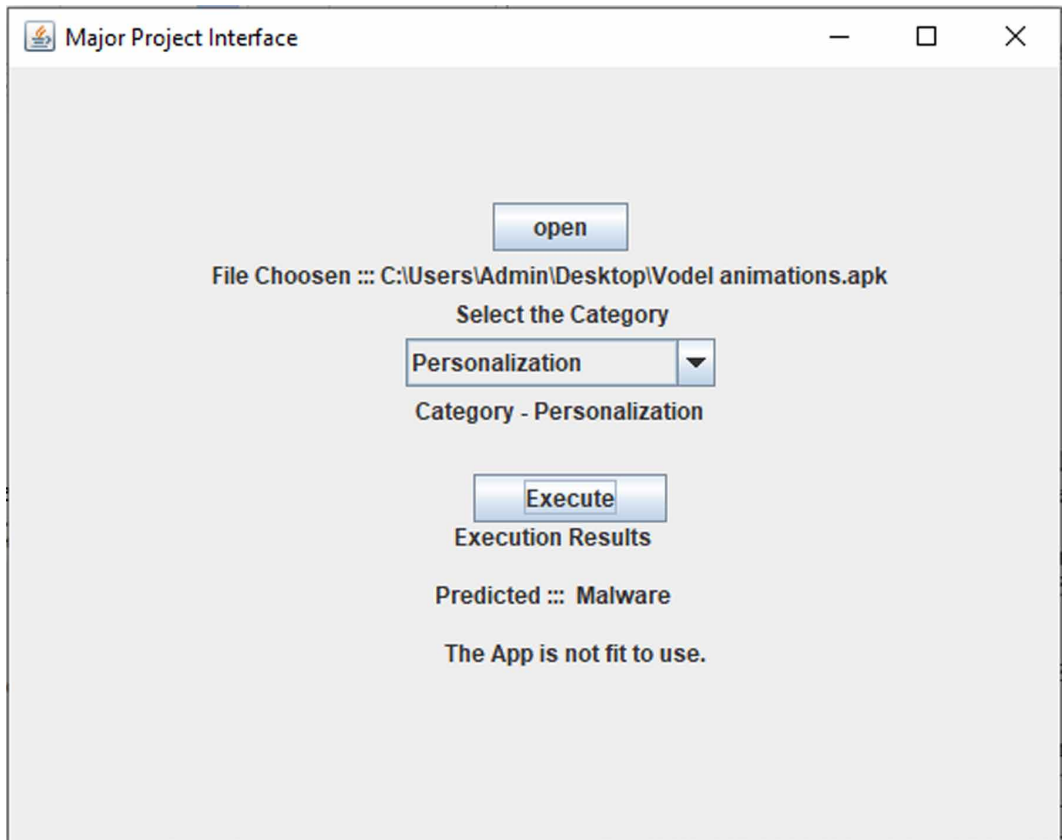 Major Project Interface
open
File Choosen ::: C:\Users\Admin\Desktop\Vodel animations.apk
Select the Category
Personalization
Category - Personalization
Execute
Execution Results
Predicted ::: Malware
The App is not fit to use.